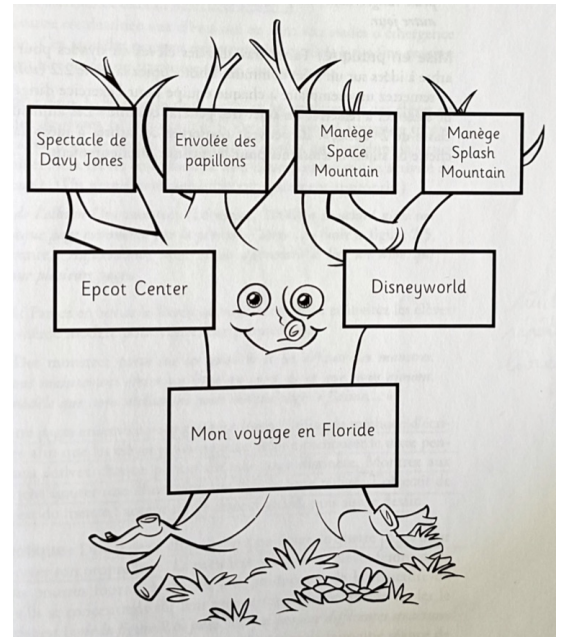 Spectacle de
Davy Jones
Envolée des
papillons
Manège
Space
Mountain
Manège
Splash
Mountain
Epcot Center
Disneyworld
Mon voyage en Floride